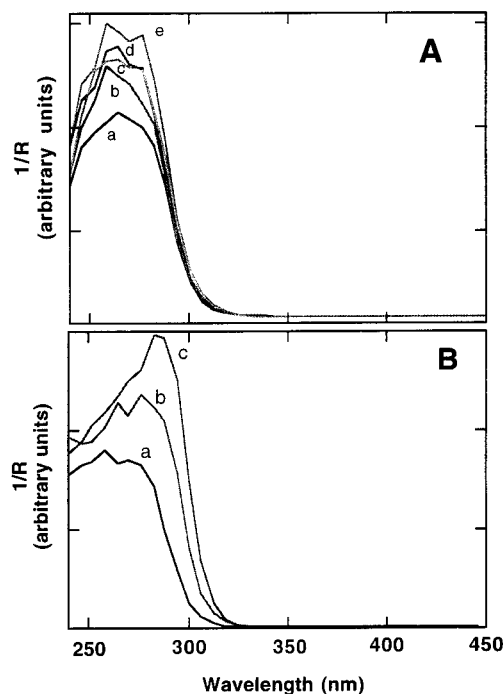 A
e
d
c
b
a
1/R
(arbitrary units)
B
c
b
a
1/R
(arbitrary units)
250 300 350 400 450
Wavelength (nm)